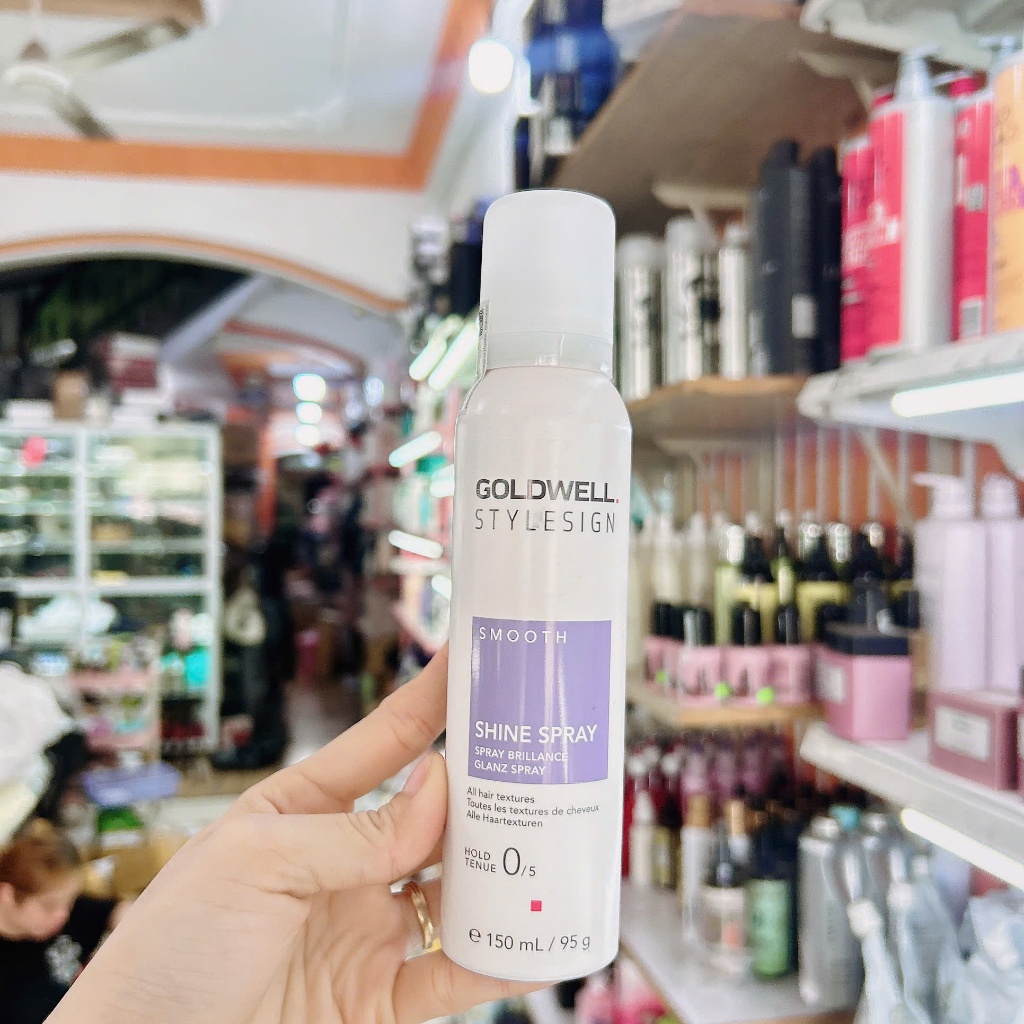 GOLDWELL.
STYLESIGN
SMOOTH
SHINE SPRAY
SPRAY BRILLANCE
GLANZ SPRAY
All hair textures
Toutes les textures de cheveux
Alle Haartexturen
HOLD
TENUE 0/5
℮ 150 mL / 95 g